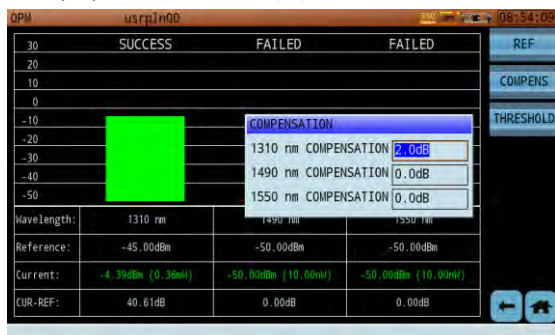 OPM usrpIn00 08:54:09
30 SUCCESS FAILED FAILED REF
20
10 COMPENS
0
-10 COMPENSATION THRESHOLD
-20 1310 nm COMPENSATION 2.0dB
-30
-40 1490 nm COMPENSATION 0.0dB
-50 1550 nm COMPENSATION 0.0dB
Wavelength: 1310 nm 1490 nm 1550 nm
Reference: -45.00dBm -50.00dBm -50.00dBm
Current: -4.39dBm (0.36mW) -50.00dBm (10.00nW) -50.00dBm (10.00nW)
CUR-REF: 40.61dB 0.00dB 0.00dB